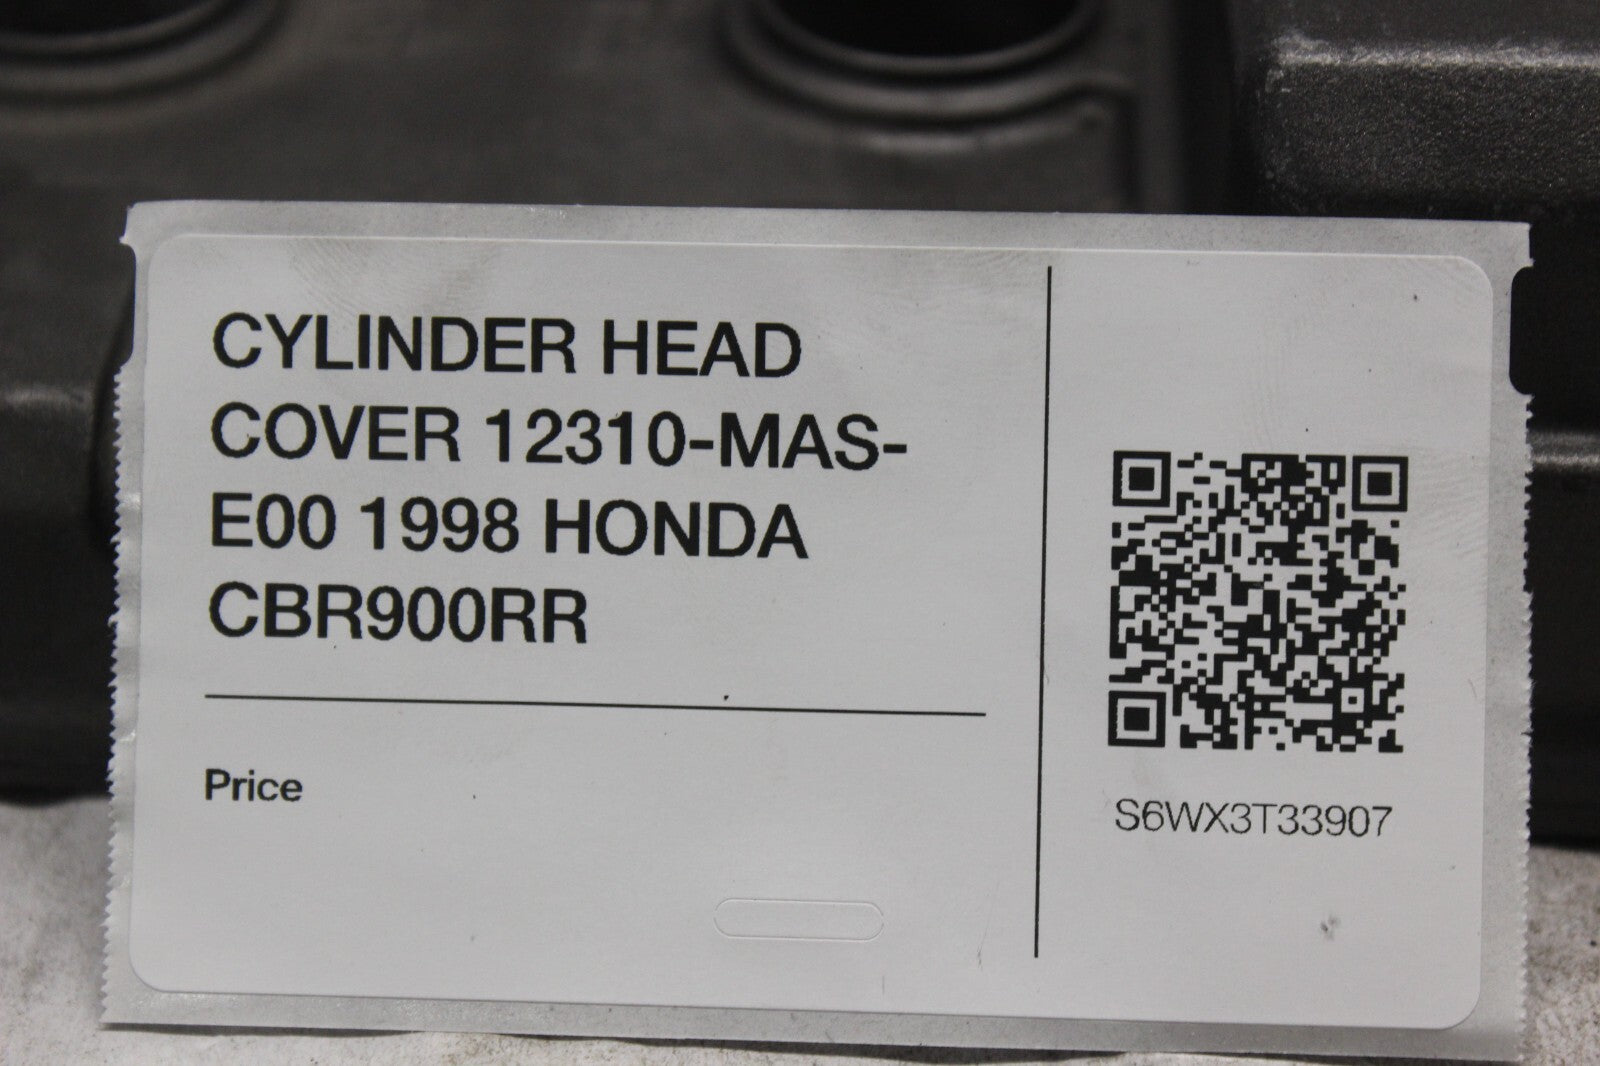 CYLINDER HEAD
COVER 12310-MAS-
E00 1998 HONDA
CBR900RR
Price
S6WX3T33907